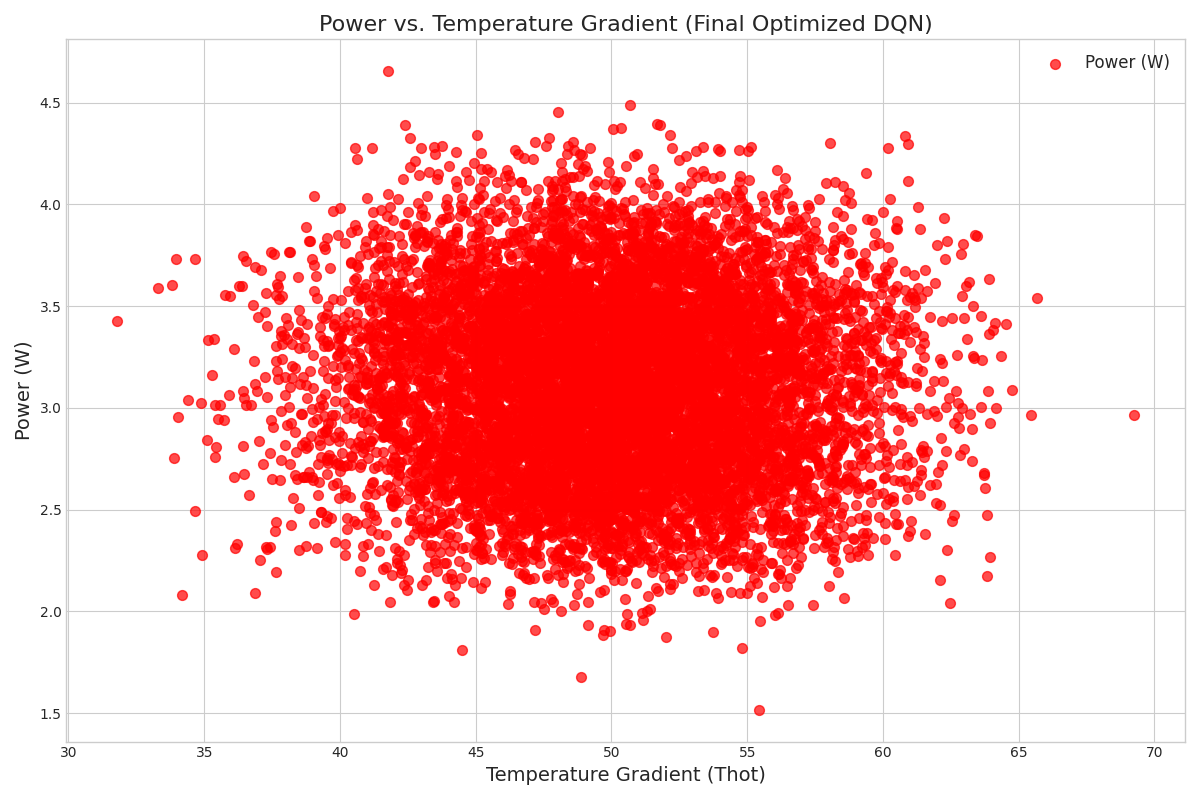 Power vs. Temperature Gradient (Final Optimized DQN)
Power (W)
4.5
4.0
3.5
3.0
2.5
2.0
1.5
Power (W)
30 35 40 45 50 55 60 65 70
Temperature Gradient (Thot)